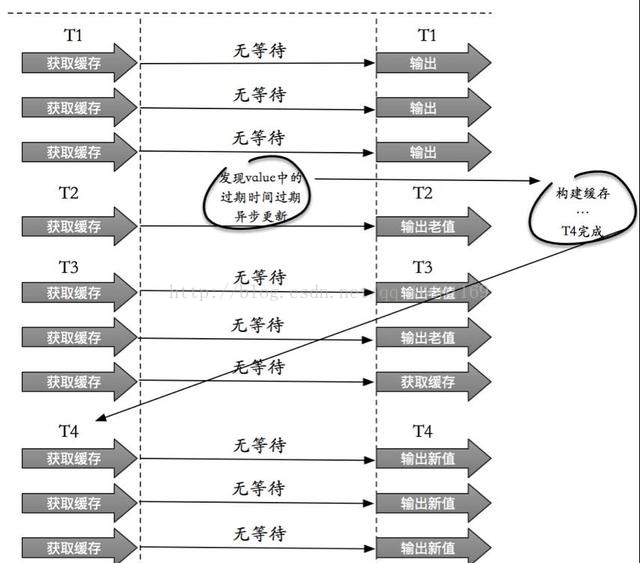 T1 T1
获取缓存 无等待 输出
获取缓存 无等待 输出
获取缓存 无等待 输出
发现value中的
过期时间过期
异步更新
构建缓存
...
T4完成
T2 T2
获取缓存 输出老值
T3 T3
获取缓存 无等待 输出老值
http://blog.csdn.net/
获取缓存 无等待 输出老值
获取缓存 无等待 获取缓存
T4 T4
获取缓存 无等待 输出新值
获取缓存 无等待 输出新值
获取缓存 无等待 输出新值